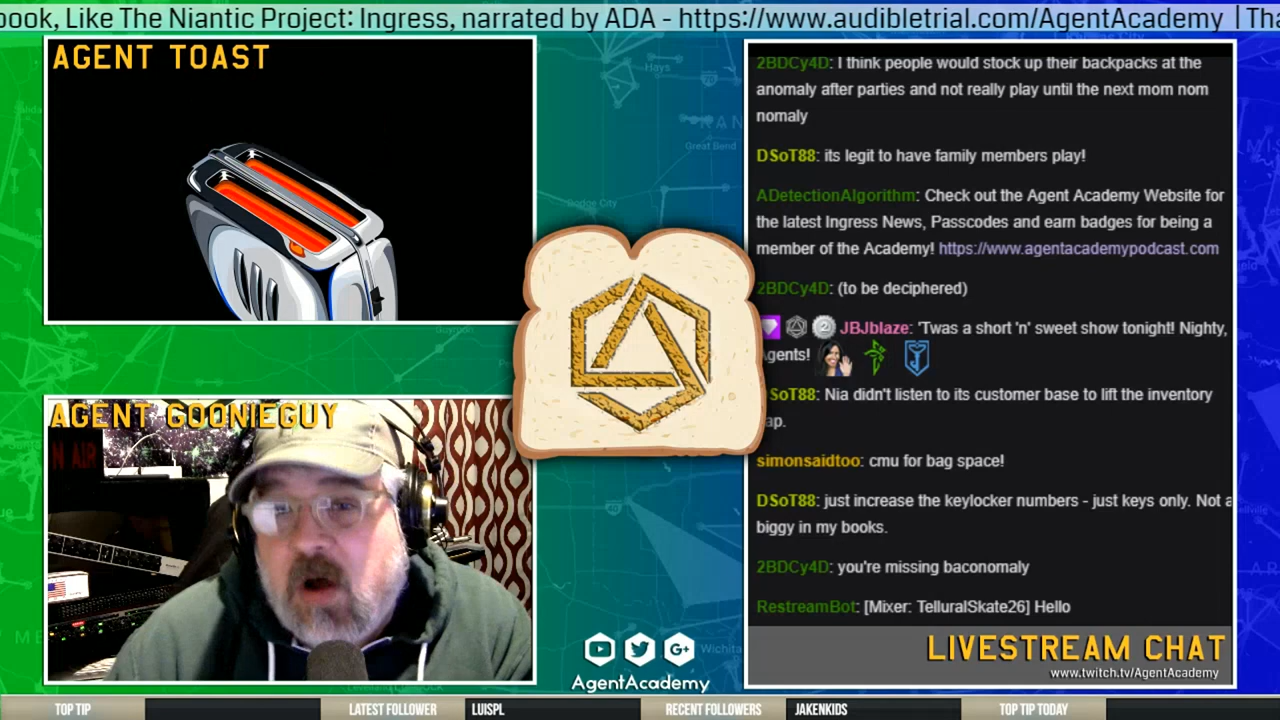 ook, Like The Niantic Project: Ingress, narrated by ADA - https://www.audibletrial.com/AgentAcademy | Tha
AGENT TOAST
AGENT GOONIEGUY
N AIR
2BDCy4D: I think people would stock up their backpacks at the
anomaly after parties and not really play until the next mom nom
nomaly
DSoT88: its legit to have family members play!
ADetectionAlgorithm: Check out the Agent Academy Website for
the latest Ingress News, Passcodes and earn badges for being a
member of the Academy! https://www.agentacademypodcast.com
2BDCy4D: (to be deciphered)
2 JBJblaze: 'Twas a short 'n' sweet show tonight! Nighty,
gents!
SoT88: Nia didn't listen to its customer base to lift the inventory
ap.
simonsaidtoo: cmu for bag space!
DSoT88: just increase the keylocker numbers - just keys only. Not a
biggy in my books.
2BDCy4D: you're missing baconomaly
RestreamBot: [Mixer: TelluralSkate26] Hello
LIVESTREAM CHAT
www.twitch.tv/AgentAcademy
G+
AgentAcademy
TOP TIP LATEST FOLLOWER LUISPL RECENT FOLLOWERS JAKENKIDS TOP TIP TODAY